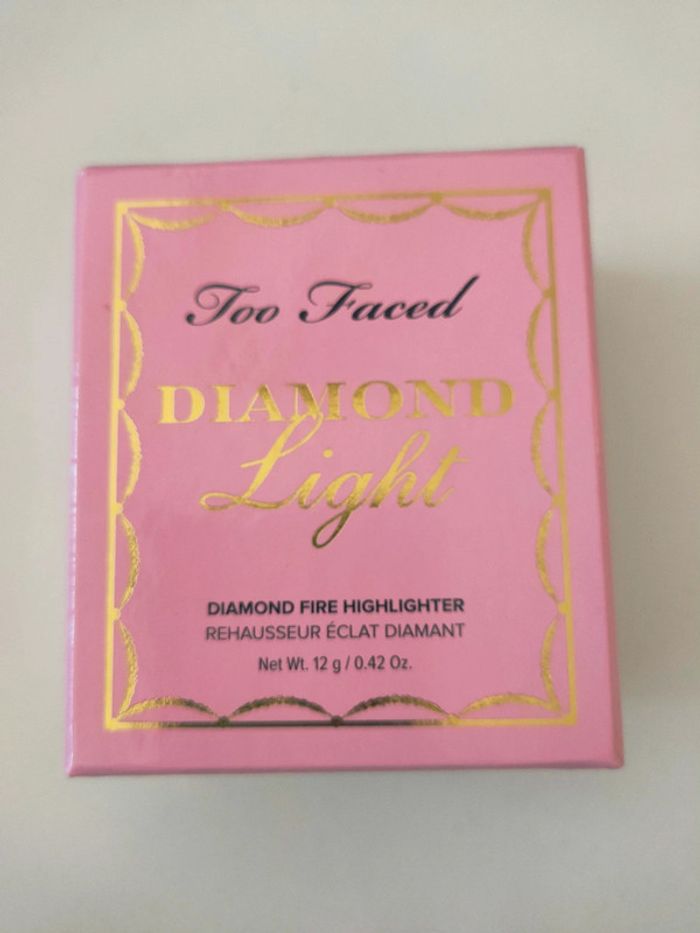 Too Faced
DIAMOND
Light
DIAMOND FIRE HIGHLIGHTER
REHAUSSEUR ÉCLAT DIAMANT
Net Wt. 12 g / 0.42 Oz.